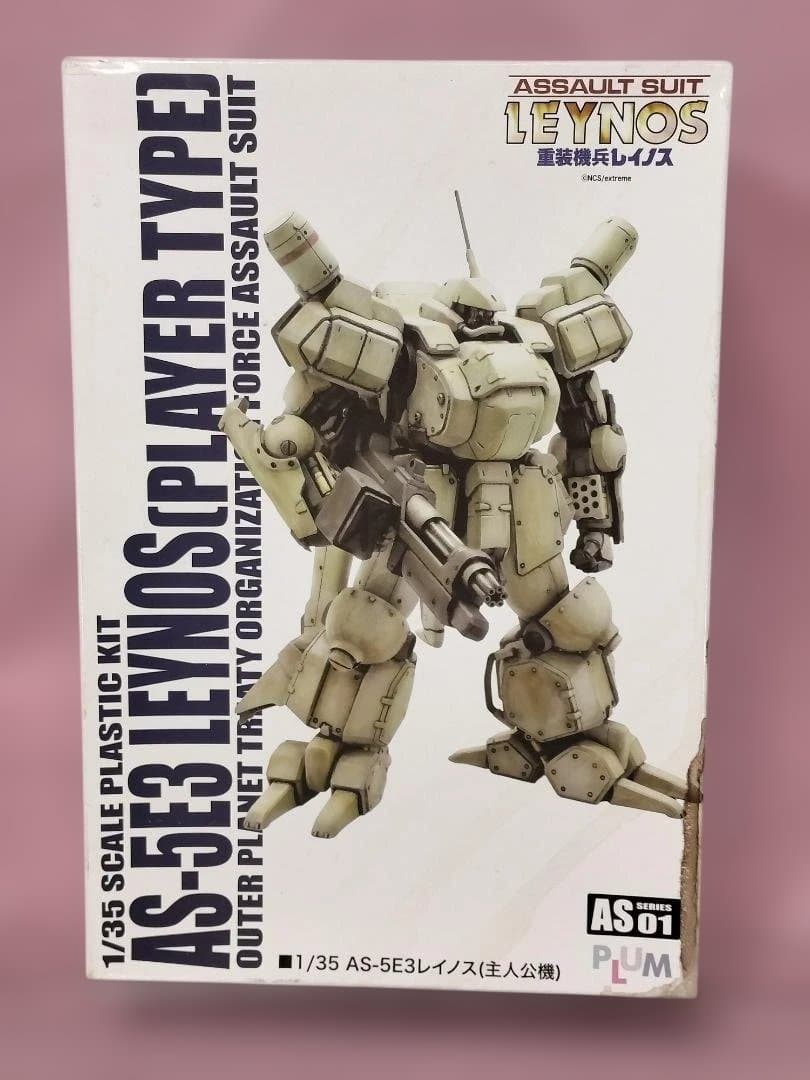 ASSAULT SUIT
LEYNOS
重装機兵レイノス
©NCS/extreme
1/35 SCALE PLASTIC KIT
AS-5E3 LEYNOS(PLAYER TYPE)
OUTER PLANET TREATY ORGANIZATI FORCE ASSAULT SUIT
AS SERIES 01
■1/35 AS-5E3レイノス(主人公機)
PLUM